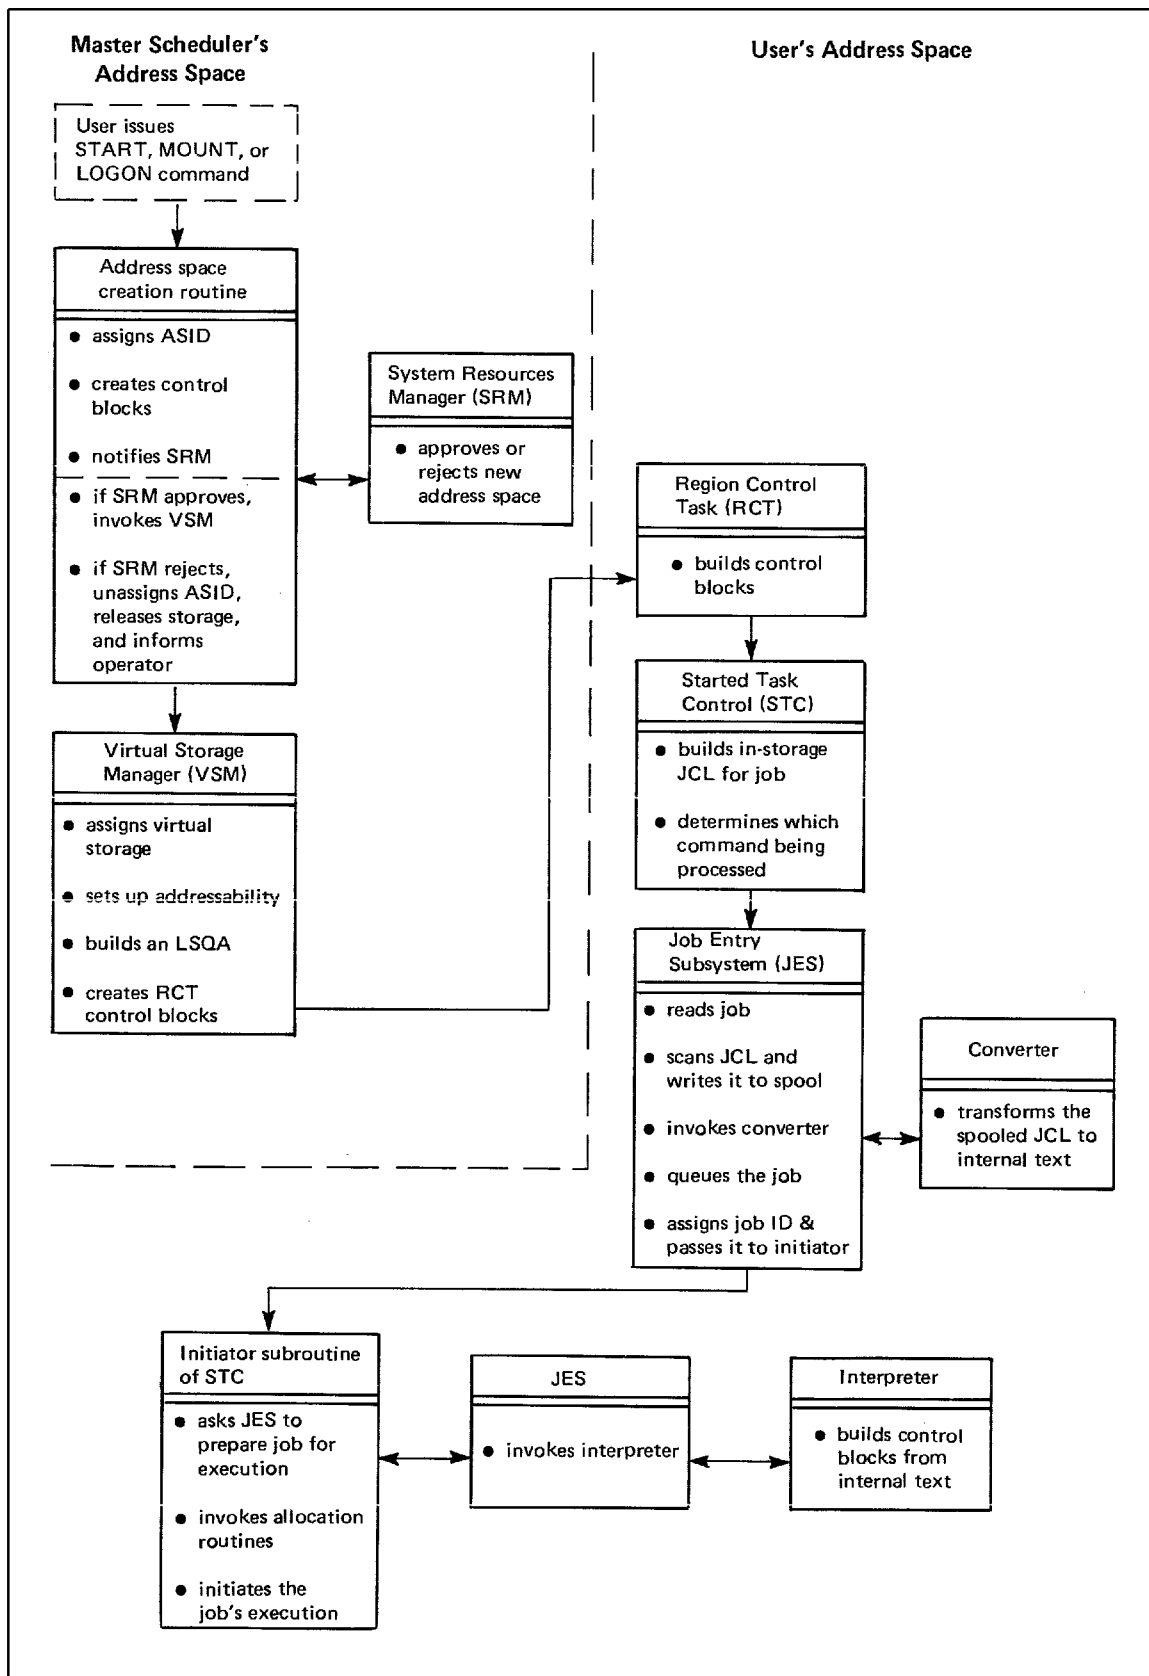 Master Scheduler's
Address Space
User's Address Space
User issues
START, MOUNT, or
LOGON command
Address space
creation routine
● assigns ASID
● creates control
blocks
● notifies SRM
● if SRM approves,
invokes VSM
● if SRM rejects,
unassigns ASID,
releases storage,
and informs
operator
System Resources
Manager (SRM)
● approves or
rejects new
address space
Virtual Storage
Manager (VSM)
● assigns virtual
storage
● sets up addressability
● builds an LSQA
● creates RCT
control blocks
Region Control
Task (RCT)
● builds control
blocks
Started Task
Control (STC)
● builds in-storage
JCL for job
● determines which
command being
processed
Job Entry
Subsystem (JES)
● reads job
● scans JCL and
writes it to spool
● invokes converter
● queues the job
● assigns job ID &
passes it to initiator
Converter
● transforms the
spooled JCL to
internal text
Initiator subroutine
of STC
● asks JES to
prepare job for
execution
● invokes allocation
routines
● initiates the
job's execution
JES
● invokes interpreter
Interpreter
● builds control
blocks from
internal text